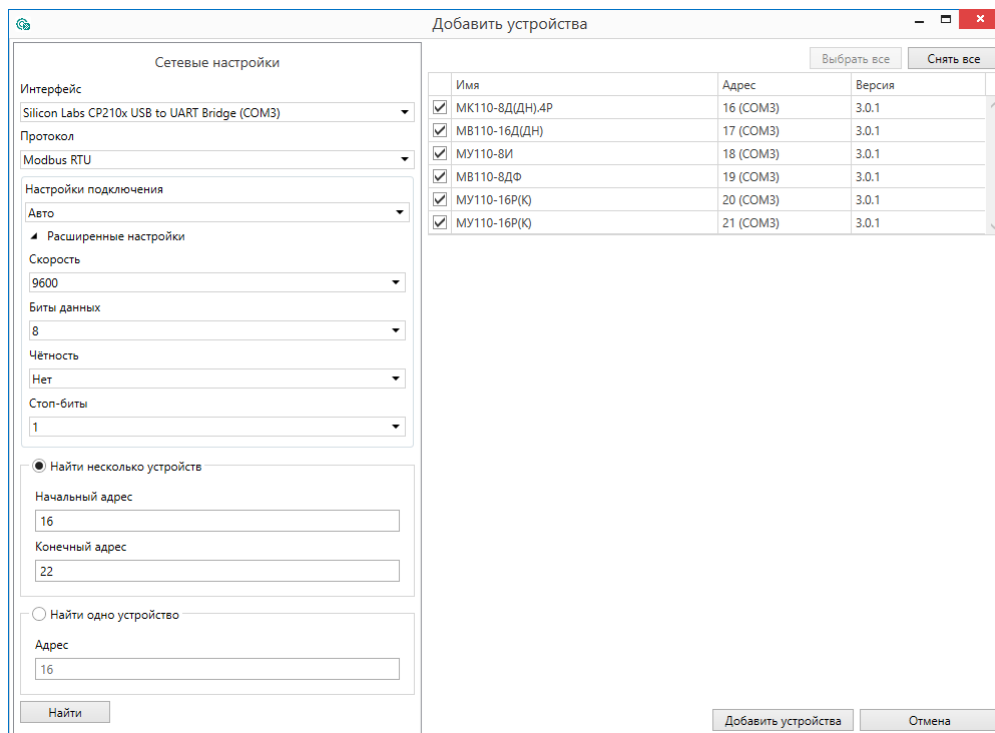 Добавить устройства
Сетевые настройки
Интерфейс
Silicon Labs CP210x USB to UART Bridge (COM3)
Протокол
Modbus RTU
Настройки подключения
Авто
Расширенные настройки
Скорость
9600
Биты данных
8
Чётность
Нет
Стоп-биты
1
Найти несколько устройств
Начальный адрес
16
Конечный адрес
22
Найти одно устройство
Адрес
16
Найти
Выбрать все Снять все
Имя Адрес Версия
МК110-8Д(ДН).4Р 16 (COM3) 3.0.1
МВ110-16Д(ДН) 17 (COM3) 3.0.1
МУ110-8И 18 (COM3) 3.0.1
МВ110-8ДФ 19 (COM3) 3.0.1
МУ110-16Р(К) 20 (COM3) 3.0.1
МУ110-16Р(К) 21 (COM3) 3.0.1
Добавить устройства Отмена